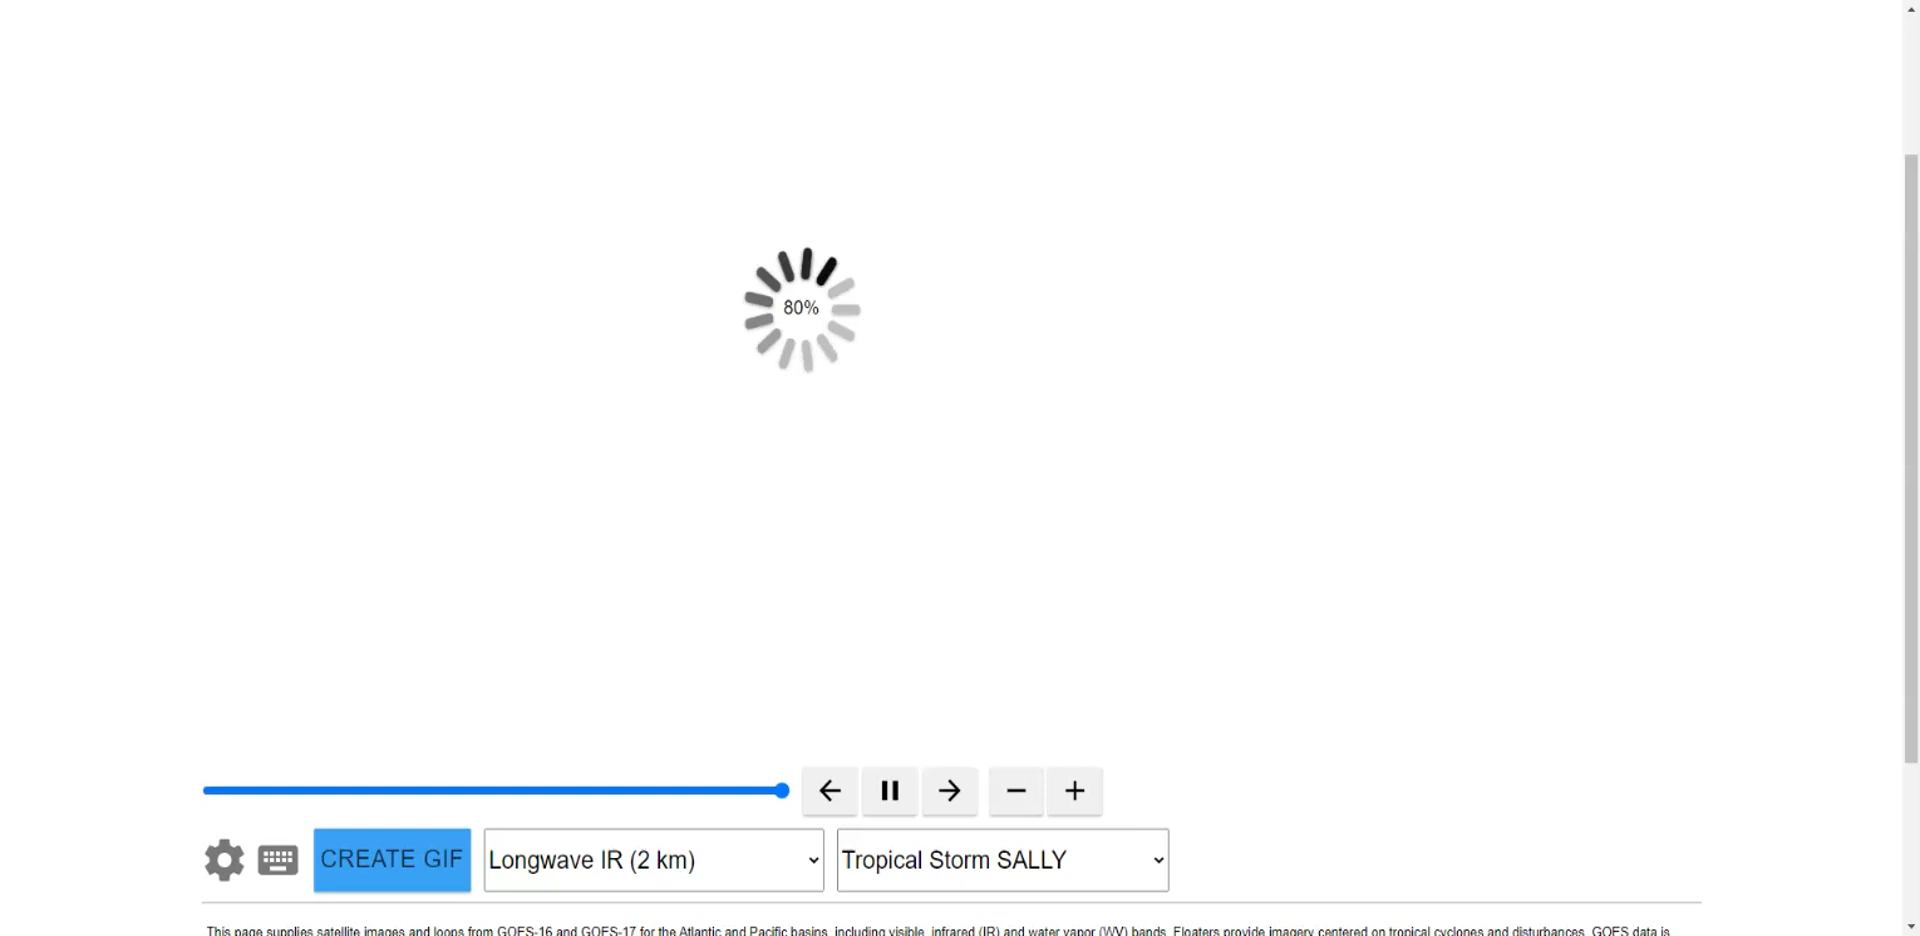 80%
CREATE GIF
Longwave IR (2 km)
Tropical Storm SALLY
This page supplies satellite images and loops from GOES-16 and GOES-17 for the Atlantic and Pacific basins, including visible, infrared (IR) and water vapor (WV) bands. Floaters provide imagery centered on tropical cyclones and disturbances. GOES data is